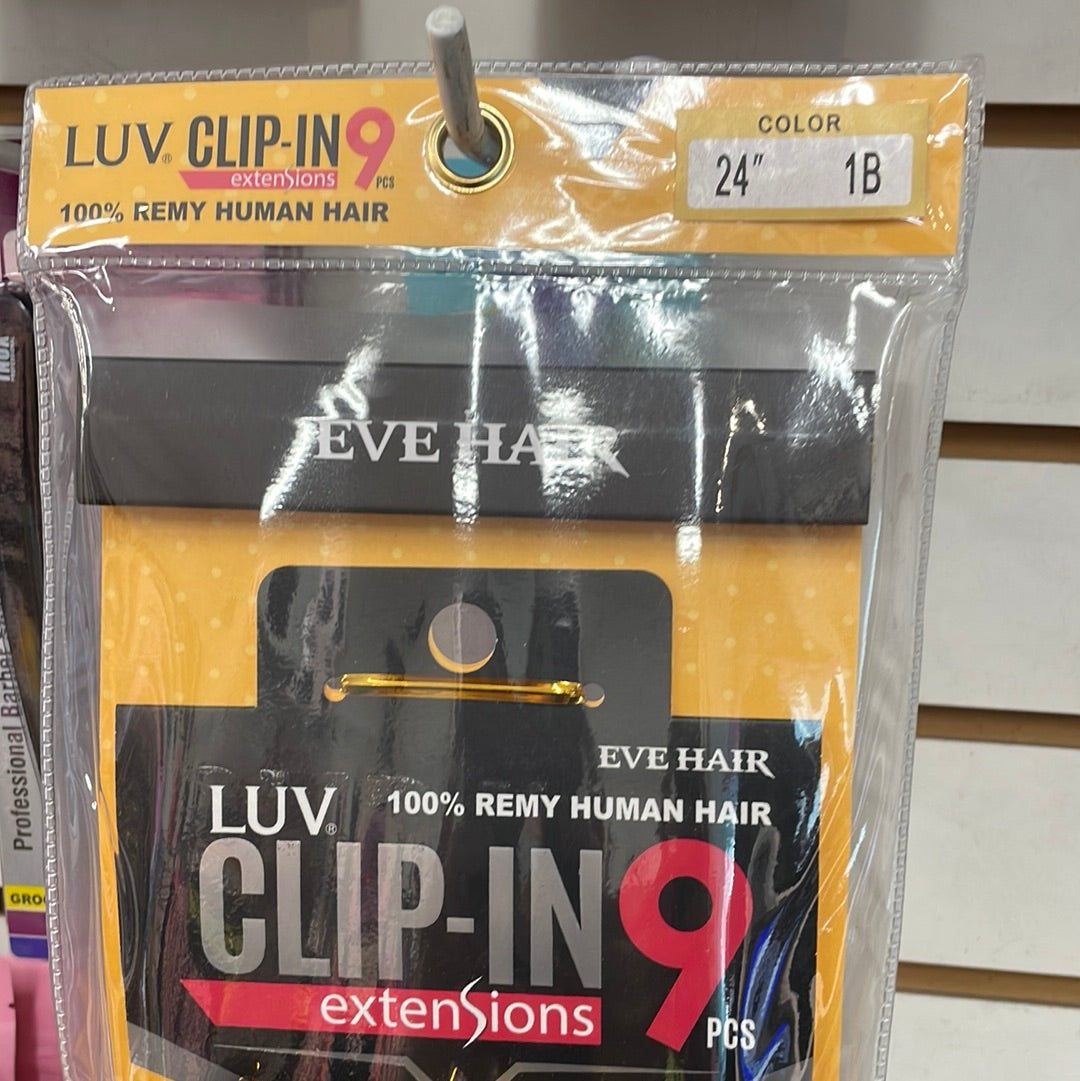 LUV® CLIP-IN 9
extensions PCS
100% REMY HUMAN HAIR
COLOR
24" 1B
EVE HAIR
EVE HAIR
LUV® 100% REMY HUMAN HAIR
CLIP-IN 9
extensions PCS
INOX
Professional